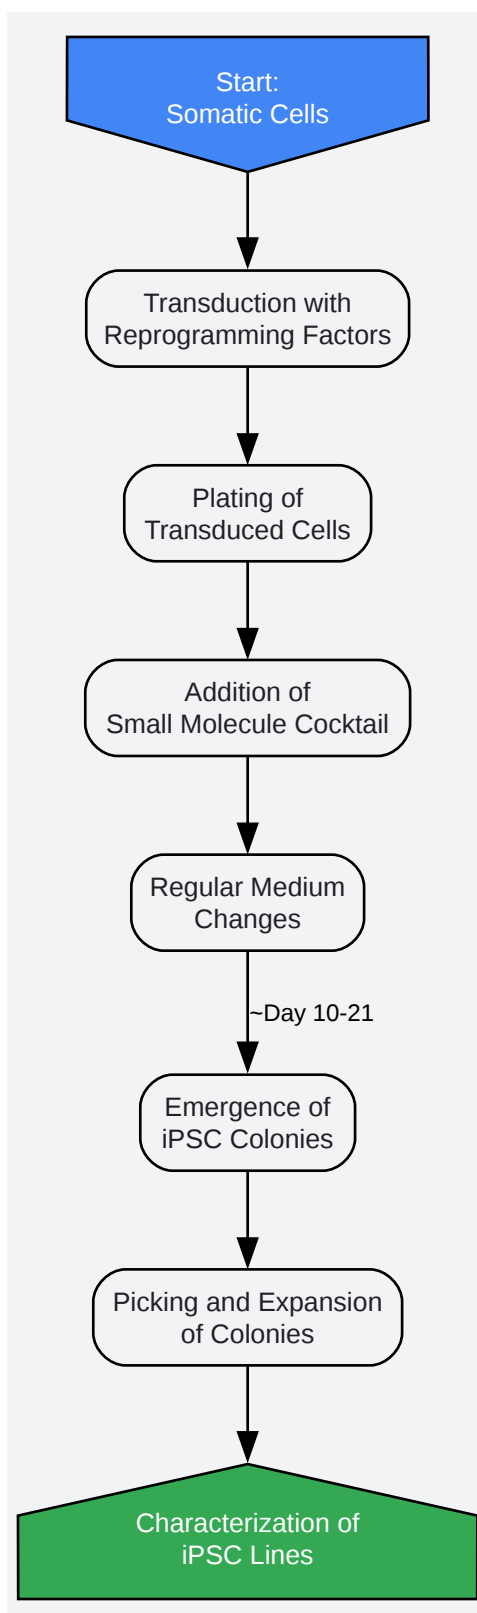 Start:
Somatic Cells
Transduction with
Reprogramming Factors
Plating of
Transduced Cells
Addition of
Small Molecule Cocktail
Regular Medium
Changes
~Day 10-21
Emergence of
iPSC Colonies
Picking and Expansion
of Colonies
Characterization of
iPSC Lines